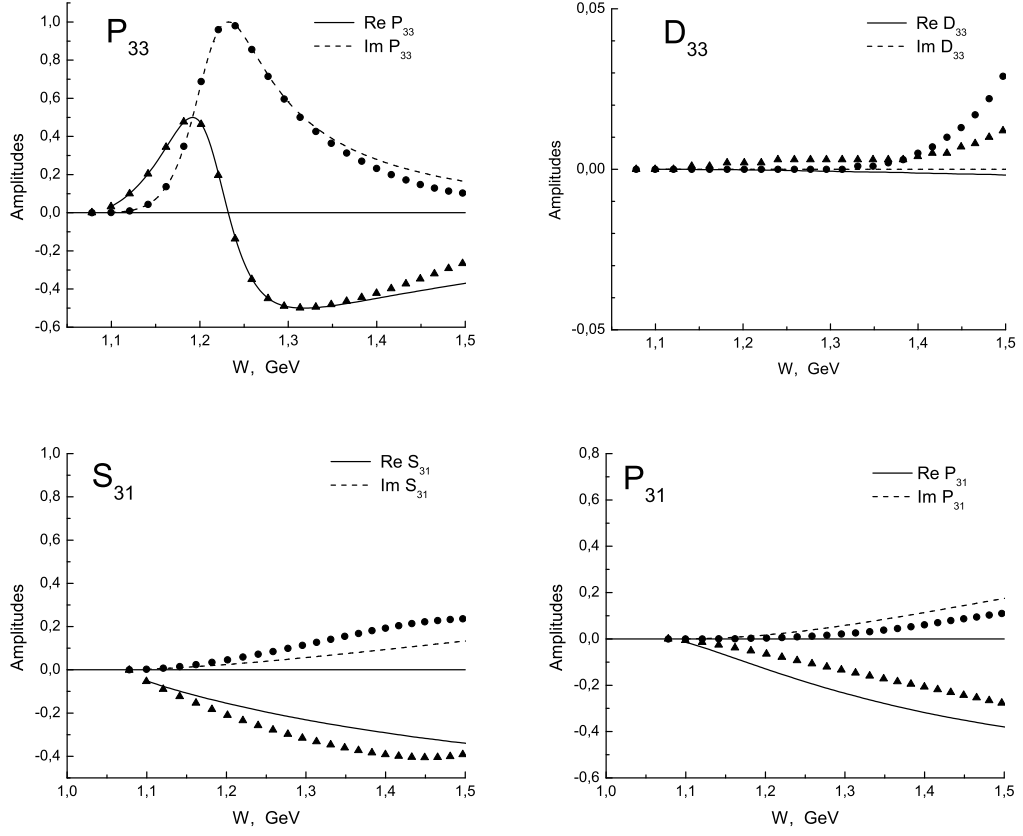 P33
Re P33
Im P33
1,0
0,8
0,6
0,4
0,2
0,0
-0,2
-0,4
-0,6
Amplitudes
1,1 1,2 1,3 1,4 1,5
W, GeV
D33
Re D33
Im D33
0,05
0,00
-0,05
Amplitudes
1,1 1,2 1,3 1,4 1,5
W, GeV
S31
Re S31
Im S31
1,0
0,8
0,6
0,4
0,2
0,0
-0,2
-0,4
Amplitudes
1,0 1,1 1,2 1,3 1,4 1,5
W, GeV
P31
Re P31
Im P31
0,8
0,6
0,4
0,2
0,0
-0,2
-0,4
-0,6
Amplitudes
1,0 1,1 1,2 1,3 1,4 1,5
W, GeV